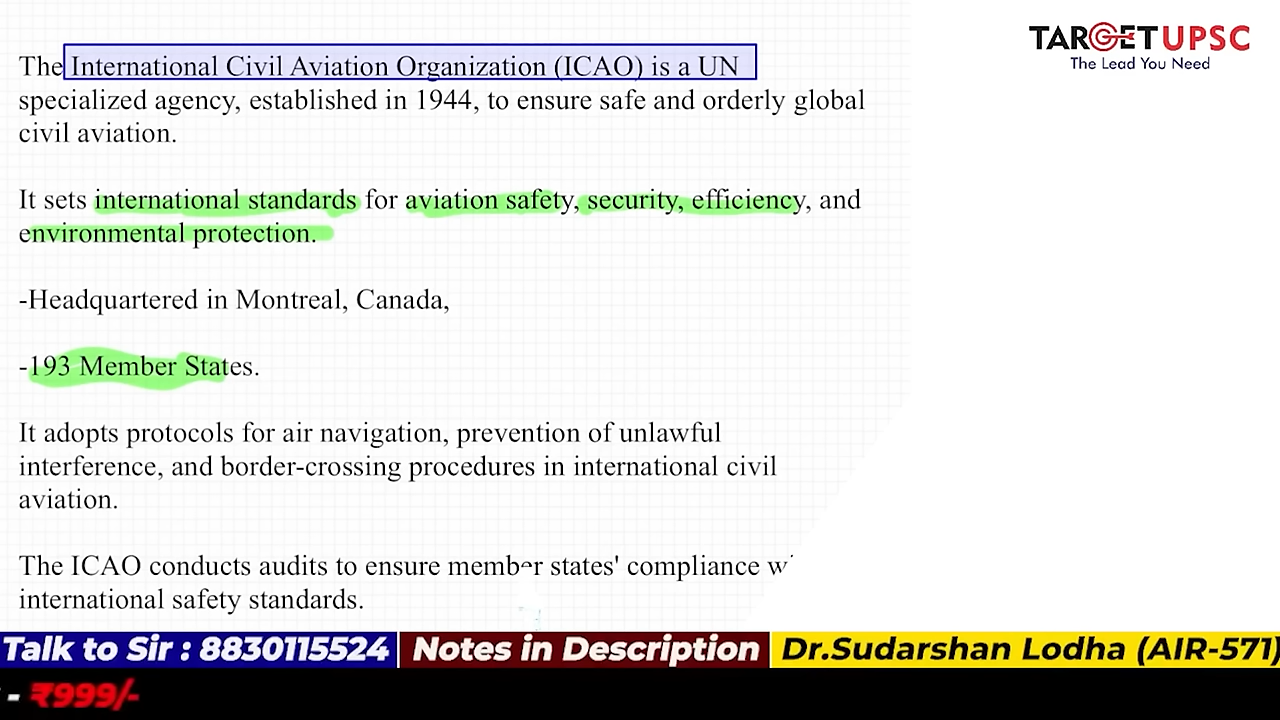 TARGET UPSC
The Lead You Need
The International Civil Aviation Organization (ICAO) is a UN
specialized agency, established in 1944, to ensure safe and orderly global
civil aviation.
It sets international standards for aviation safety, security, efficiency, and
environmental protection.
-Headquartered in Montreal, Canada,
-193 Member States.
It adopts protocols for air navigation, prevention of unlawful
interference, and border-crossing procedures in international civil
aviation.
The ICAO conducts audits to ensure member states' compliance
international safety standards.
Talk to Sir : 8830115524
Notes in Description
Dr.Sudarshan Lodha (AIR-571)
- ₹999/-